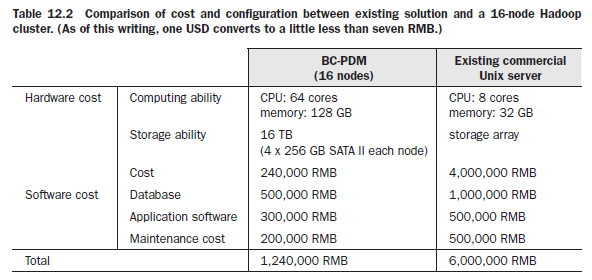 Table 12.2 Comparison of cost and configuration between existing solution and a 16-node Hadoop
cluster. (As of this writing, one USD converts to a little less than seven RMB.)
BC-PDM
(16 nodes)
Existing commercial
Unix server
Hardware cost Computing ability CPU: 64 cores CPU: 8 cores
memory: 128 GB memory: 32 GB
Storage ability 16 TB storage array
(4 x 256 GB SATA II each node)
Cost 240,000 RMB 4,000,000 RMB
Software cost Database 500,000 RMB 1,000,000 RMB
Application software 300,000 RMB 500,000 RMB
Maintenance cost 200,000 RMB 500,000 RMB
Total 1,240,000 RMB 6,000,000 RMB